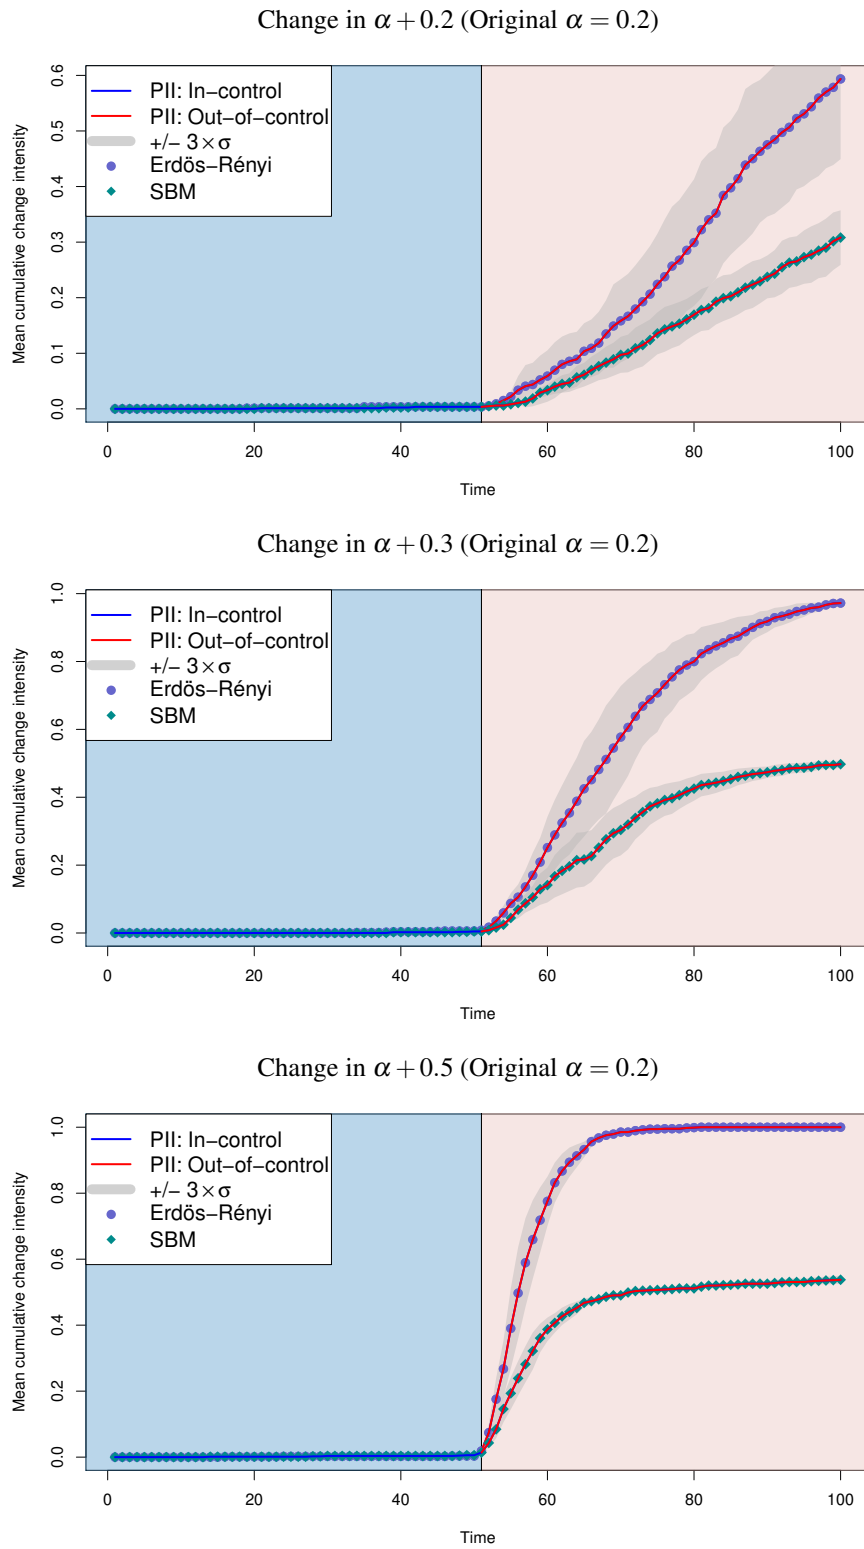 Change in α + 0.2 (Original α = 0.2)
Mean cumulative change intensity
0.6
0.5
0.4
0.3
0.2
0.1
0.0
PII: In−control
PII: Out−of−control
+/− 3×σ
Erdös−Rényi
SBM
0 20 40 60 80 100
Time
Change in α + 0.3 (Original α = 0.2)
Mean cumulative change intensity
1.0
0.8
0.6
0.4
0.2
0.0
PII: In−control
PII: Out−of−control
+/− 3×σ
Erdös−Rényi
SBM
0 20 40 60 80 100
Time
Change in α + 0.5 (Original α = 0.2)
Mean cumulative change intensity
1.0
0.8
0.6
0.4
0.2
0.0
PII: In−control
PII: Out−of−control
+/− 3×σ
Erdös−Rényi
SBM
0 20 40 60 80 100
Time